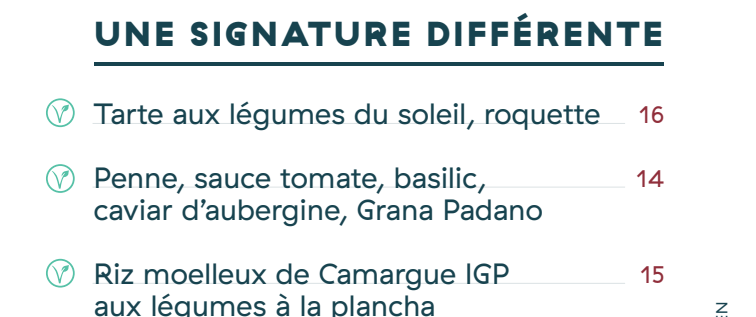 UNE SIGNATURE DIFFÉRENTE
Tarte aux légumes du soleil, roquette 16
Penne, sauce tomate, basilic, 14
caviar d'aubergine, Grana Padano
Riz moelleux de Camargue IGP 15
aux légumes à la plancha
EN